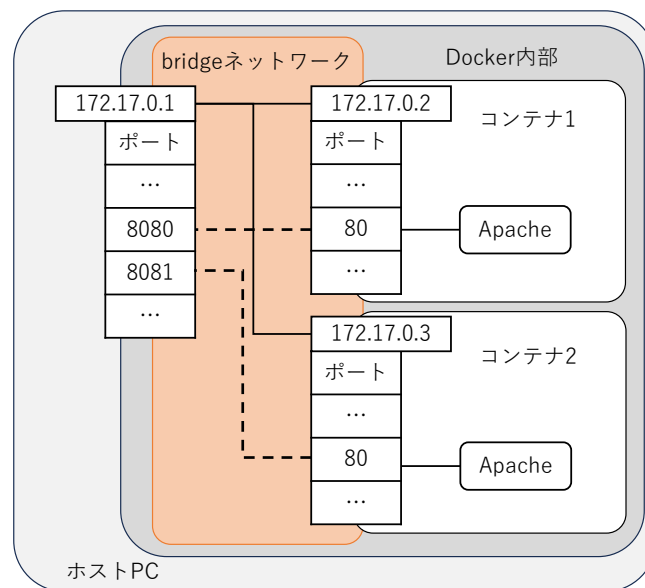 bridgeネットワーク
Docker内部
172.17.0.1
ポート
…
8080
8081
…
172.17.0.2
ポート
…
80
…
コンテナ1
Apache
172.17.0.3
ポート
…
80
…
コンテナ2
Apache
ホストPC